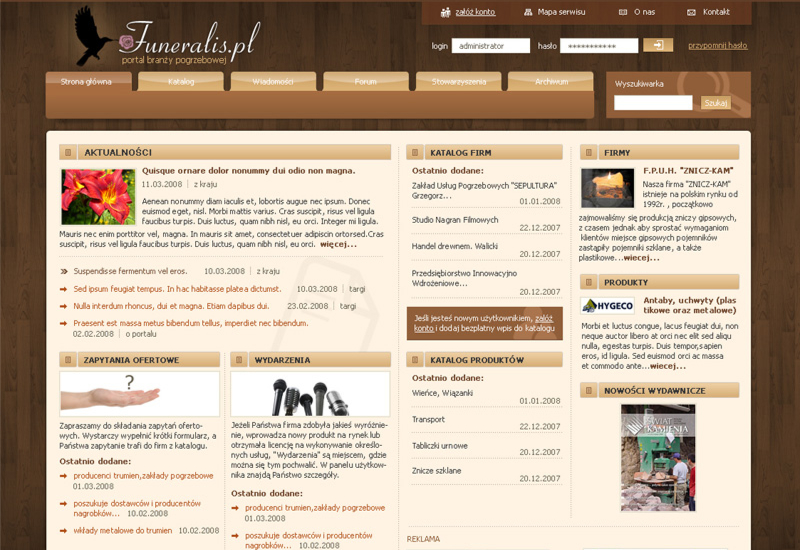 załóż konto
Mapa serwisu
O nas
Kontakt
Funeralis.pl
portal branży pogrzebowej
login
administrator
hasło
***********
przypomnij hasło
Strona główna
Katalog
Wiadomości
Forum
Stowarzyszenia
Archiwum
Wyszukiwarka
Szukaj
AKTUALNOŚCI
Quisque ornare dolor nonummy dui odio non magna.
11.03.2008 | z kraju
Aenean nonummy diam iaculis et, lobortis augue nec ipsum. Donec
euismod eget, nisl. Morbi mattis varius. Cras suscipit, risus vel ligula
faucibus turpis. Duis luctus, quam nibh nisl, eu orci. Integer mi ligula.
Mauris nec enim porttitor vel, magna. In mauris sit amet, consectetuer adipiscin ortorsed.Cras
suscipit, risus vel ligula faucibus turpis. Duis luctus, quam nibh nisl, eu orci. więcej...
Suspendisse fermentum vel eros. 10.03.2008 | z kraju
Sed ipsum feugiat tempus. In hac habitasse platea dictumst. 10.03.2008 | targi
Nulla interdum rhoncus, dui et magna. Etiam dapibus dui. 23.02.2008 | targi
Praesent est massa metus bibendum tellus, imperdiet nec bibendum.
02.02.2008 | o portalu
ZAPYTANIA OFERTOWE
?
Zapraszamy do składania zapytań oferto-
wych. Wystarczy wypełnić krótki formularz, a
Państwa zapytanie trafi do firm z katalogu.
Ostatnio dodane:
producenci trumien,zakłady pogrzebowe
01.03.2008
poszukuje dostawców i producentów
nagrobków... 10.02.2008
wkłady metalowe do trumien 10.02.2008
WYDARZENIA
Jeżeli Państwa firma zdobyła jakieś wyróżnie-
nie, wprowadza nowy produkt na rynek lub
otrzymała licencję na wykonywanie określo-
nych usług, "Wydarzenia" są miejscem, gdzie
można się tym pochwalić. W panelu użytkow-
nika znajdą Państwo szczegóły.
Ostatnio dodane:
producenci trumien,zakłady pogrzebowe
01.03.2008
poszukuje dostawców i producentów
nagrobków... 10.02.2008
KATALOG FIRM
Ostatnio dodane:
Zakład Usług Pogrzebowych "SEPULTURA"
Grzegorz...
01.01.2008
Studio Nagran Filmowych
22.12.2007
Handel drewnem. Walicki
20.12.2007
Przedsiębiorstwo Innowacyjno
Wdrożeniowe...
20.12.2007
Jeśli jesteś nowym użytkownikiem, załóż
konto i dodaj bezplatny wpis do katalogu
KATALOG PRODUKTÓW
Ostatnio dodane:
Wieńce, Wiązanki
01.01.2008
Transport
22.12.2007
Tabliczki urnowe
20.12.2007
Znicze szklane
20.12.2007
REKLAMA
FIRMY
F.P.U.H. "ZNICZ-KAM"
Nasza firma "ZNICZ-KAM"
istnieje na polskim rynku od
1992r. , początkowo
zajmowaliśmy się produkcją zniczy gipsowych,
z czasem jednak aby sprostać wymaganiom
klientów miejsce gipsowych pojemników
zastąpiły pojemniki szklane, a także
plastikowe...wiecej...
PRODUKTY
HYGECO
Antaby, uchwyty (plas
tikowe oraz metalowe)
Morbi et luctus congue, lacus feugiat dui, non
neque auctor libero at orci nec elit sed aliqu
nulla, egestas turpis. Duis tempor,sapien
eros, id ligula. Sed euismod orci ac massa
et commodo ante...wiecej...
NOWOŚCI WYDAWNICZE
ŚWIAT
KAMIENIA